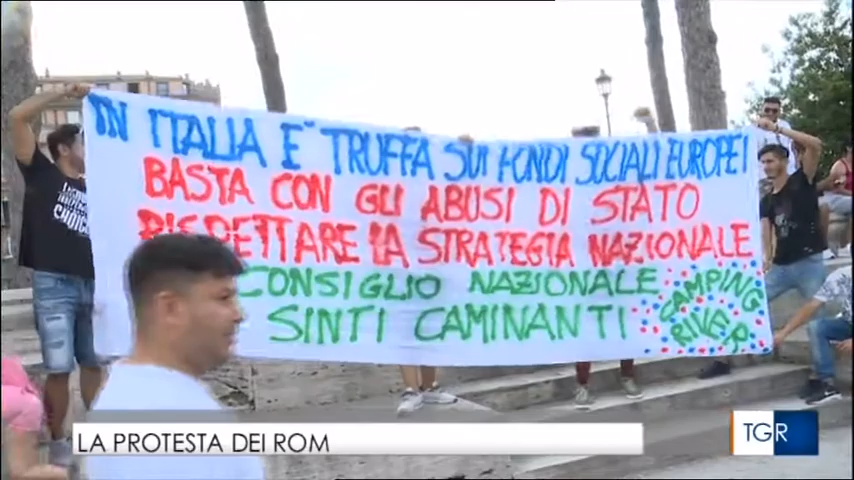 IN ITALIA E' TRUFFA SUI FONDI SOCIALI EUROPEI
BASTA CON GLI ABUSI DI STATO
RISPETTARE LA STRATEGIA NAZIONALE
CONSIGLIO NAZIONALE
SINTI CAMINANTI
CAMPING
RIVER
LA PROTESTA DEI ROM
TGR